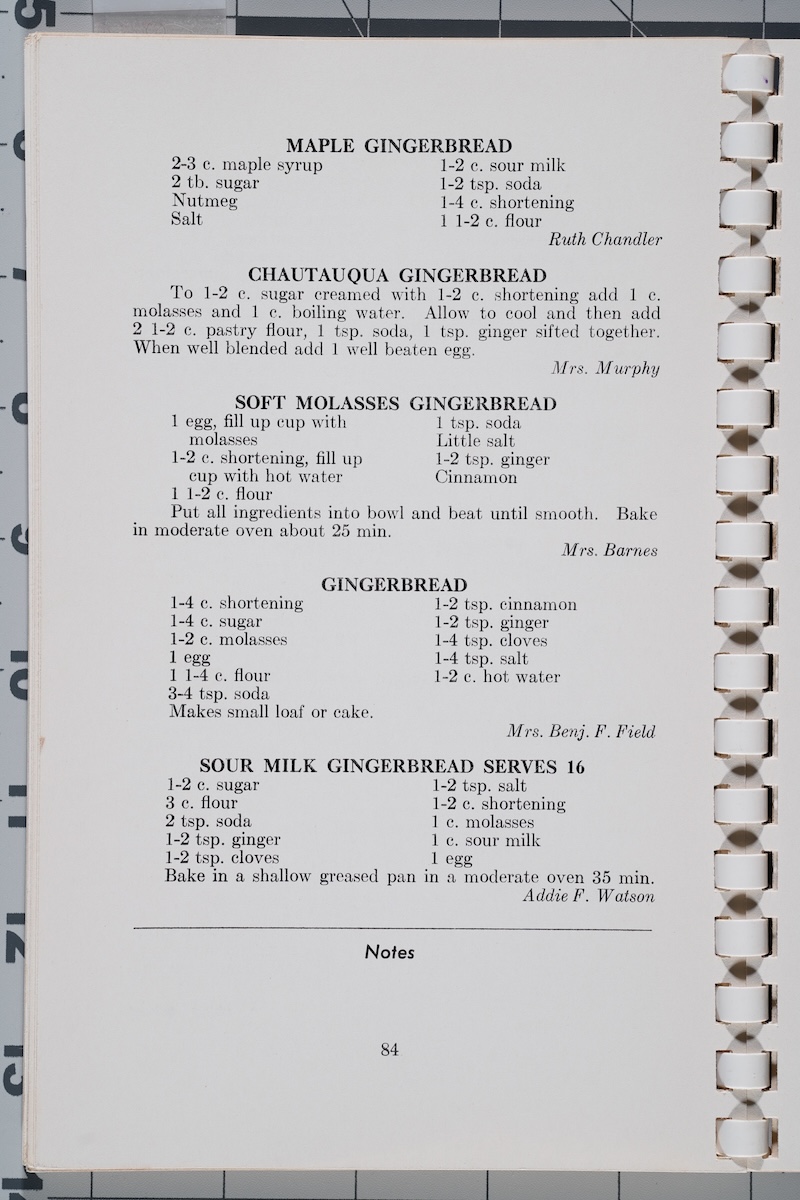 MAPLE GINGERBREAD
2-3 c. maple syrup
2 tb. sugar
Nutmeg
Salt
1-2 c. sour milk
1-2 tsp. soda
1-4 c. shortening
1 1-2 c. flour
Ruth Chandler
CHAUTAUQUA GINGERBREAD
To 1-2 c. sugar creamed with 1-2 c. shortening add 1 c.
molasses and 1 c. boiling water. Allow to cool and then add
2 1-2 c. pastry flour, 1 tsp. soda, 1 tsp. ginger sifted together.
When well blended add 1 well beaten egg.
Mrs. Murphy
SOFT MOLASSES GINGERBREAD
1 egg, fill up cup with
molasses
1-2 c. shortening, fill up
cup with hot water
1 1-2 c. flour
1 tsp. soda
Little salt
1-2 tsp. ginger
Cinnamon
Put all ingredients into bowl and beat until smooth. Bake
in moderate oven about 25 min.
Mrs. Barnes
GINGERBREAD
1-4 c. shortening
1-4 c. sugar
1-2 c. molasses
1 egg
1 1-4 c. flour
3-4 tsp. soda
1-2 tsp. cinnamon
1-2 tsp. ginger
1-4 tsp. cloves
1-4 tsp. salt
1-2 c. hot water
Makes small loaf or cake.
Mrs. Benj. F. Field
SOUR MILK GINGERBREAD SERVES 16
1-2 c. sugar
3 c. flour
2 tsp. soda
1-2 tsp. ginger
1-2 tsp. cloves
1-2 tsp. salt
1-2 c. shortening
1 c. molasses
1 c. sour milk
1 egg
Bake in a shallow greased pan in a moderate oven 35 min.
Addie F. Watson
Notes
84
5
6
7
8
9
10
11
12
13